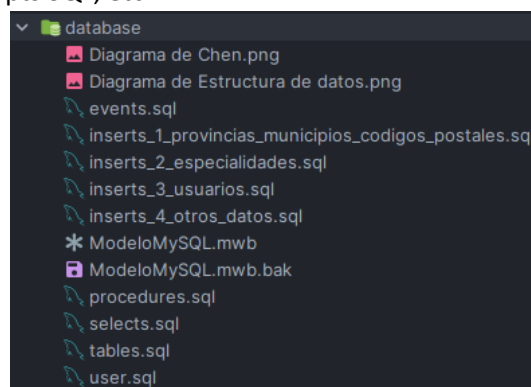 database
Diagrama de Chen.png
Diagrama de Estructura de datos.png
events.sql
inserts_1_provincias_municipios_codigos_postales.sq
inserts_2_especialidades.sql
inserts_3_usuarios.sql
inserts_4_otros_datos.sql
ModeloMySQL.mwb
ModeloMySQL.mwb.bak
procedures.sql
selects.sql
tables.sql
user.sql